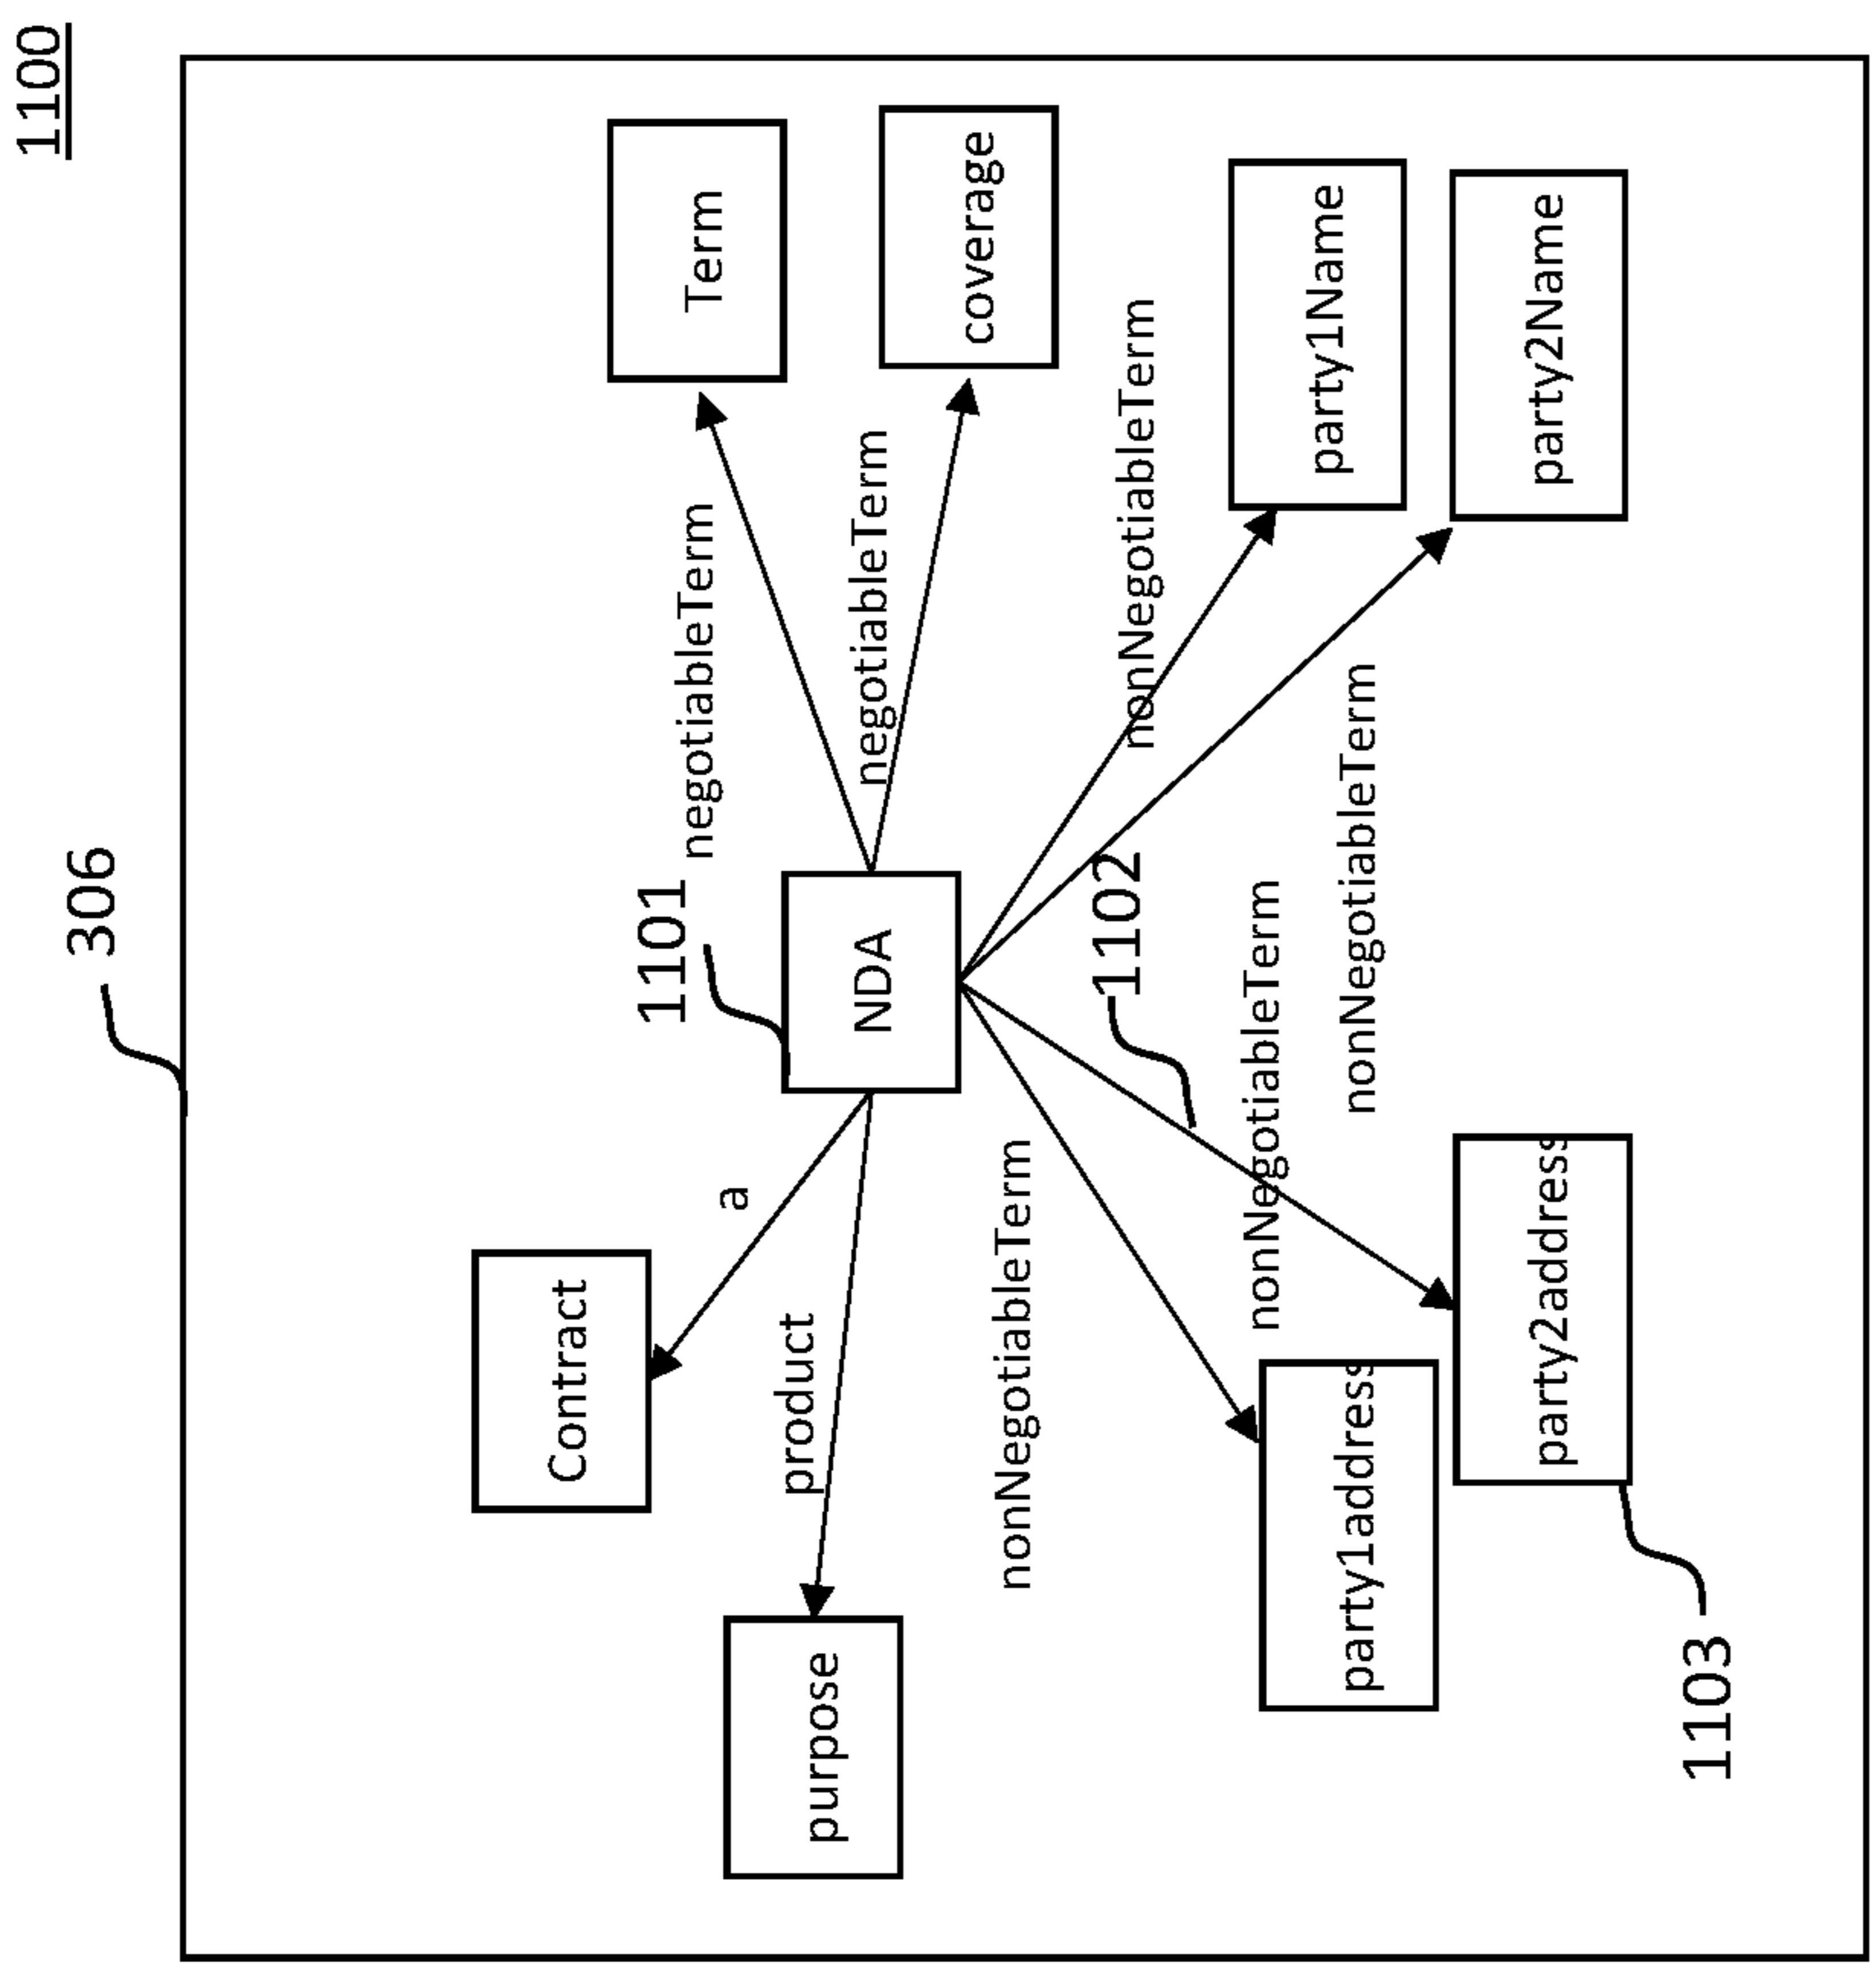 1100
306
Contract
a
negotiableTerm
Term
1101
purpose
product
NDA
negotiableTerm
coverage
nonNegotiableTerm
1102
nonNegotiableTerm
party1address
nonNegotiableTerm
party1Name
party2address
nonNegotiableTerm
party2Name
1103